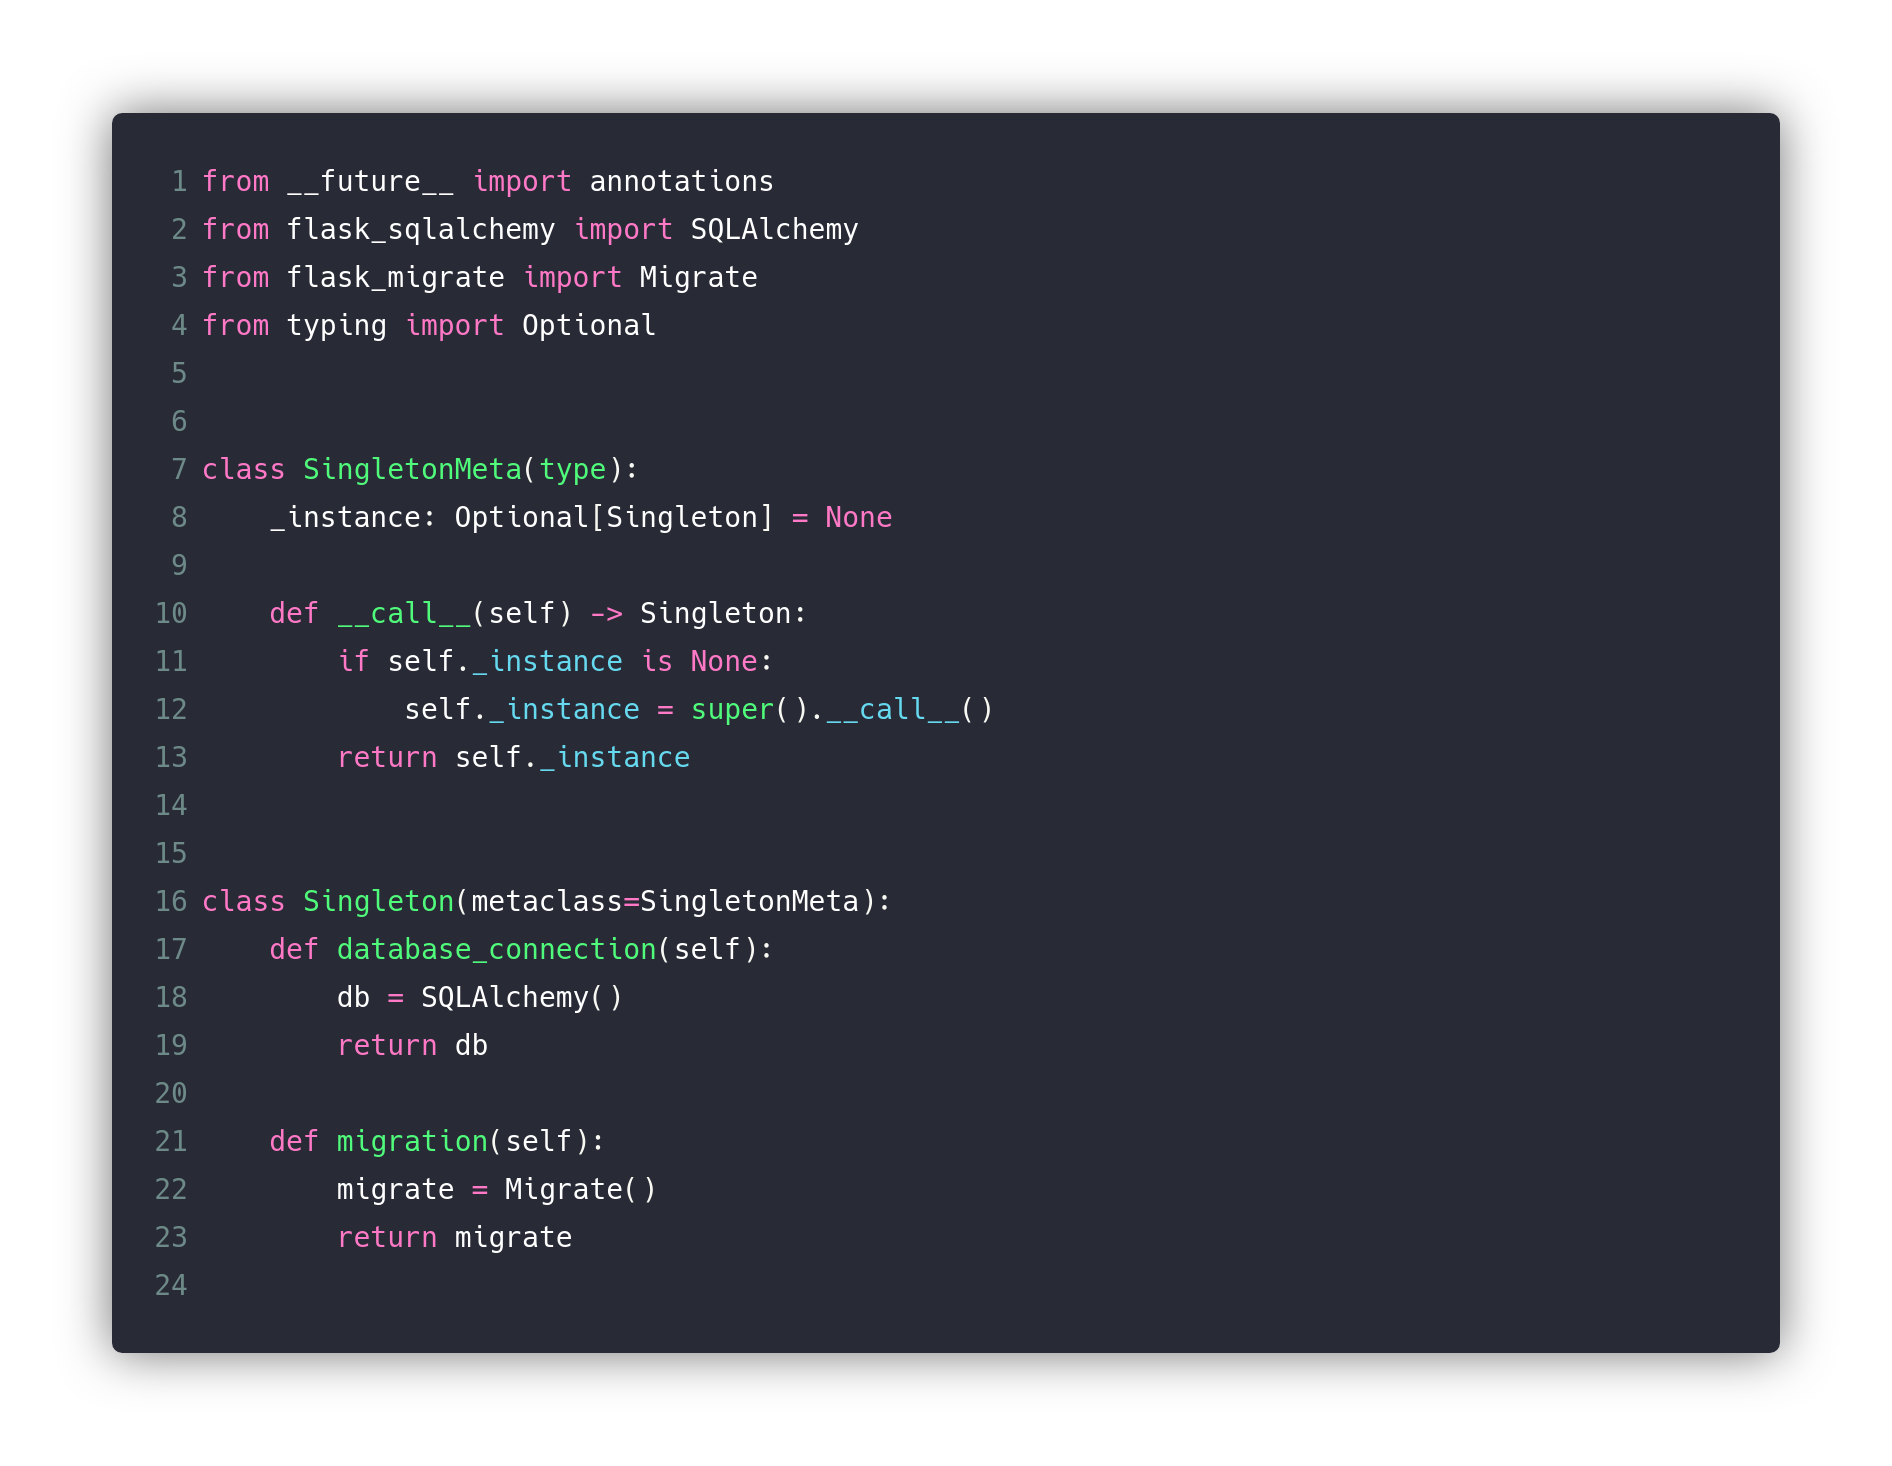 1 from __future__ import annotations
2 from flask_sqlalchemy import SQLAlchemy
3 from flask_migrate import Migrate
4 from typing import Optional
5
6
7 class SingletonMeta(type):
8     _instance: Optional[Singleton] = None
9
10     def __call__(self) -> Singleton:
11         if self._instance is None:
12             self._instance = super().__call__()
13         return self._instance
14
15
16 class Singleton(metaclass=SingletonMeta):
17     def database_connection(self):
18         db = SQLAlchemy()
19         return db
20
21     def migration(self):
22         migrate = Migrate()
23         return migrate
24